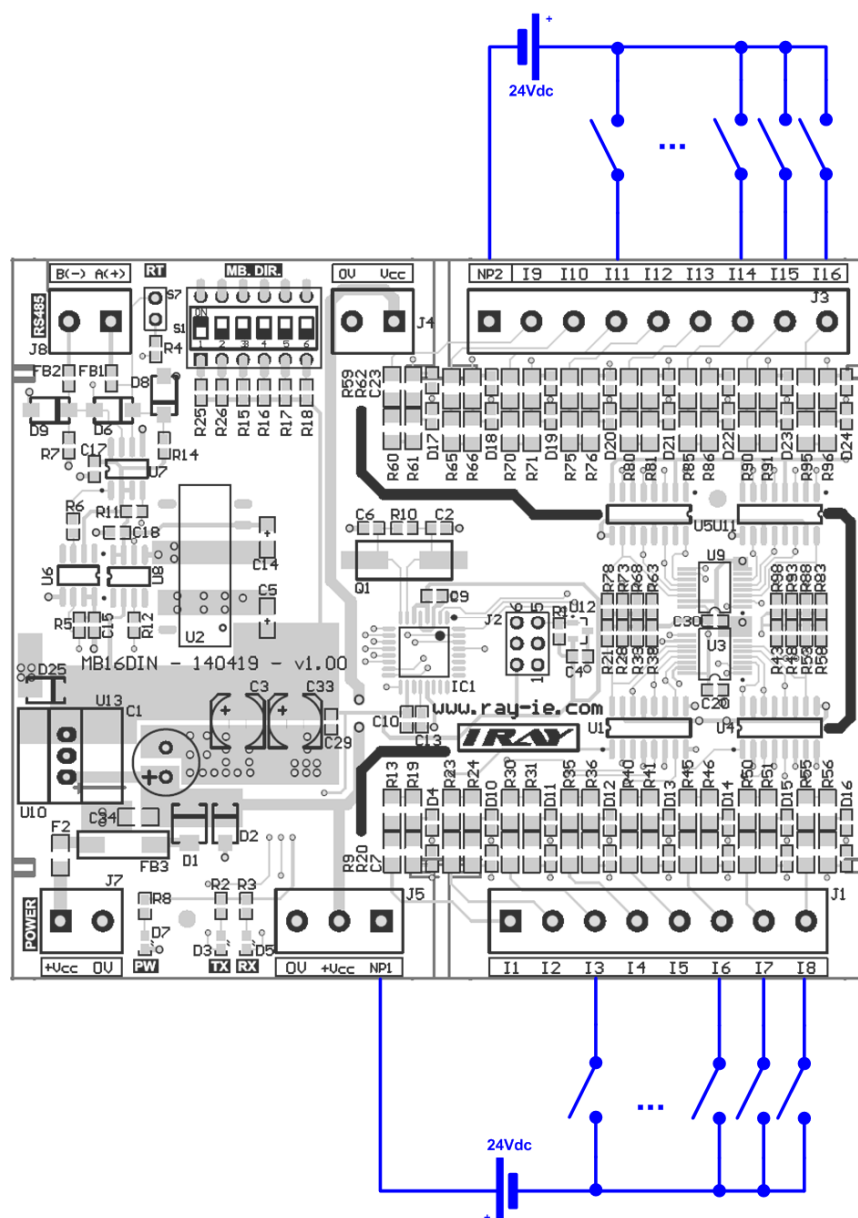 +
24Vdc
...
B(-) A(+) RT MB. DIR. 0V Vcc NP2 I9 I10 I11 I12 I13 I14 I15 I16
RS485 S7 ON S1 1 2 3 4 5 6 J3
J8 R4 J4
FB2 FB1 D8 R25 R26 R15 R16 R17 R18 R59 R62 C23
D9 D6 R60 R61 D17 R65 R66 D18 R70 R71 D19 R75 R76 D20 R80 R81 D21 R85 R86 D22 R90 R91 D23 R95 R96 D24
R7 C17 U7 R14
R6 R11 C18 C6 R10 C2 U5 U11
U6 U8 C14 Q1 U9
R78 R73 R68 R63 R98 R93 R88 R83
C5 C9 J2 6 5 R1 U12 C30
R5 C15 R12 U2 R21 R28 R33 R38 U3 R43 R48 R53 R58
MB16DIN - 140419 - v1.00 1 C4
D25 IC1
U13 C1 C3 C33 www.ray-ie.com C20
+ + C10 C13 IRAY U1 U4
C29
U10 + R13 R19 D4 R23 R24 D10 R30 R31 D11 R35 R36 D12 R40 R41 D13 R45 R46 D14 R50 R51 D15 R55 R56 D16
F2 C34 D1 D2
FB3 R9 R20 C7
J7 R8 R2 R3 J5 J1
POWER D7 D3 D5
+Vcc 0V PW TX RX 0V +Vcc NP1 I1 I2 I3 I4 I5 I6 I7 I8
...
24Vdc
+